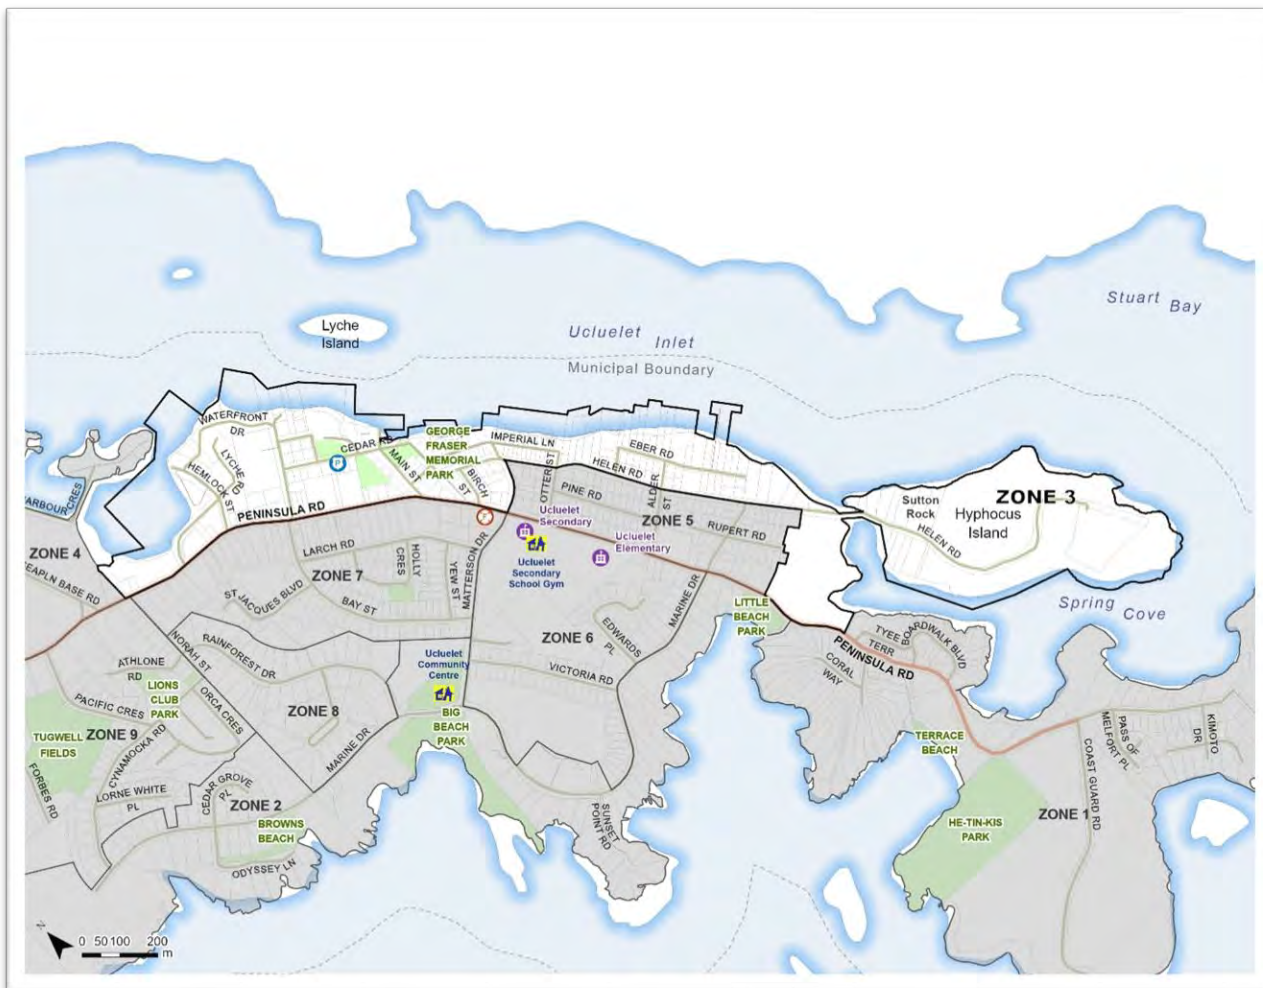 Stuart Bay
Lyche
Island
Ucluelet Inlet
Municipal Boundary
WATERFRONT
DR
CEDAR RD
GEORGE
FRASER
MEMORIAL
PARK
IMPERIAL LN
EBER RD
MAIN ST
LYCHE RD
HEMLOCK ST
BIRCH
ST
OTTER ST
HELEN RD
ALDER
ST
PINE RD
PENINSULA RD
ZONE 3
Sutton
Rock
Hyphocus
Island
HELEN RD
ARBOUR CRES
Ucluelet
Secondary
ZONE 5
RUPERT RD
Ucluelet
Elementary
ZONE 4
LARCH RD
HOLLY
CRES
YEW ST
MATTERSON DR
Ucluelet
Secondary
School Gym
ZONE 7
EAPLN BASE RD
ST JACQUES BLVD
BAY ST
MARINE DR
LITTLE
BEACH
PARK
Spring Cove
NORAH ST
RAINFOREST DR
ZONE 6
EDWARDS
PL
TYEE
TERR
BOARDWALK BLVD
PENINSULA RD
CORAL
WAY
ATHLONE
RD
Ucluelet
Community
Centre
VICTORIA RD
LIONS
CLUB
PARK
ORCA CRES
PACIFIC CRES
ZONE 8
BIG
BEACH
PARK
TUGWELL
FIELDS
ZONE 9
CYNAMOCKA RD
MARINE DR
TERRACE
BEACH
PASS OF
MELFORT PL
KIMOTO
DR
FORBES RD
LORNE WHITE
PL
CEDAR GROVE
PL
ZONE 2
BROWNS
BEACH
SUNSET
POINT RD
COAST GUARD RD
HE-TIN-KIS
PARK
ZONE 1
ODYSSEY LN
N
0 50 100 200
m
P